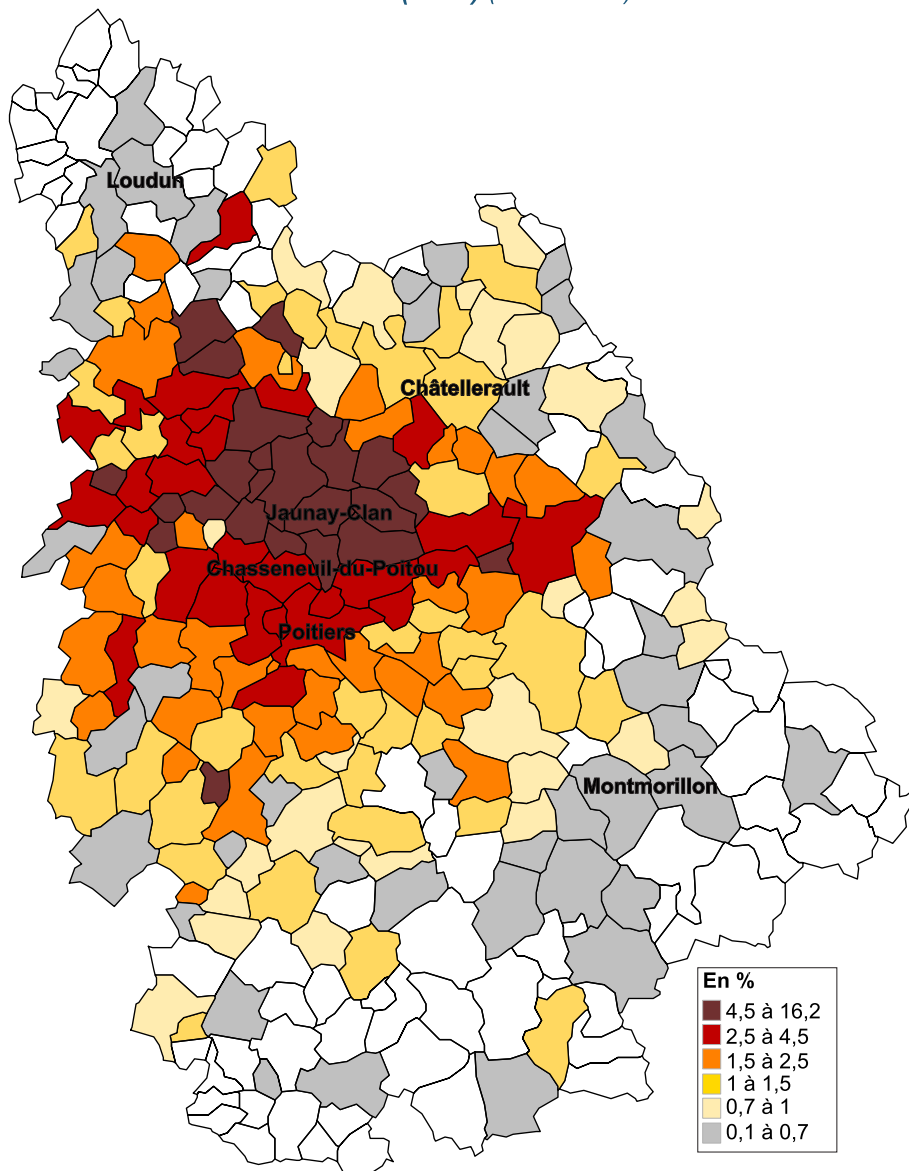 Loudun
Châtellerault
Jaunay-Clan
Chasseneuil-du-Poitou
Poitiers
Montmorillon
En %
4,5 à 16,2
2,5 à 4,5
1,5 à 2,5
1 à 1,5
0,7 à 1
0,1 à 0,7